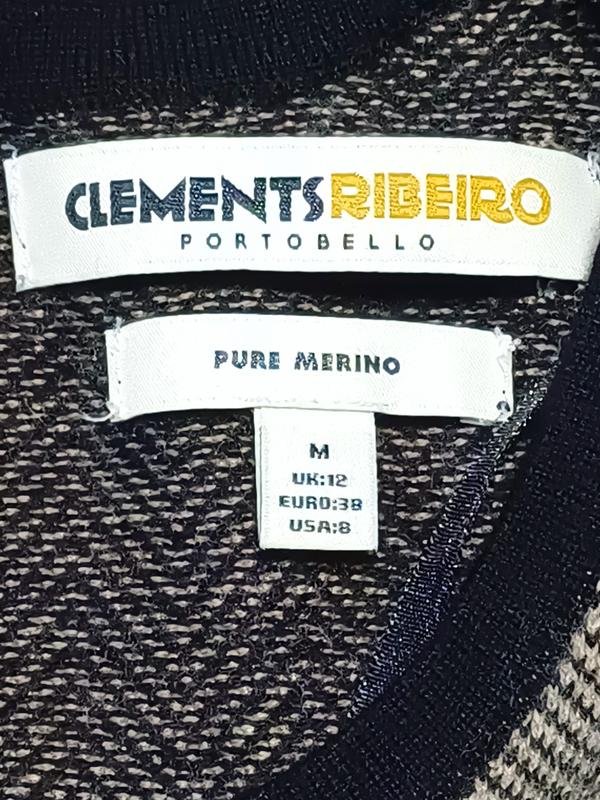 CLEMENTSRIBEIRO
PORTOBELLO
PURE MERINO
M
UK:12
EURO:38
USA:8